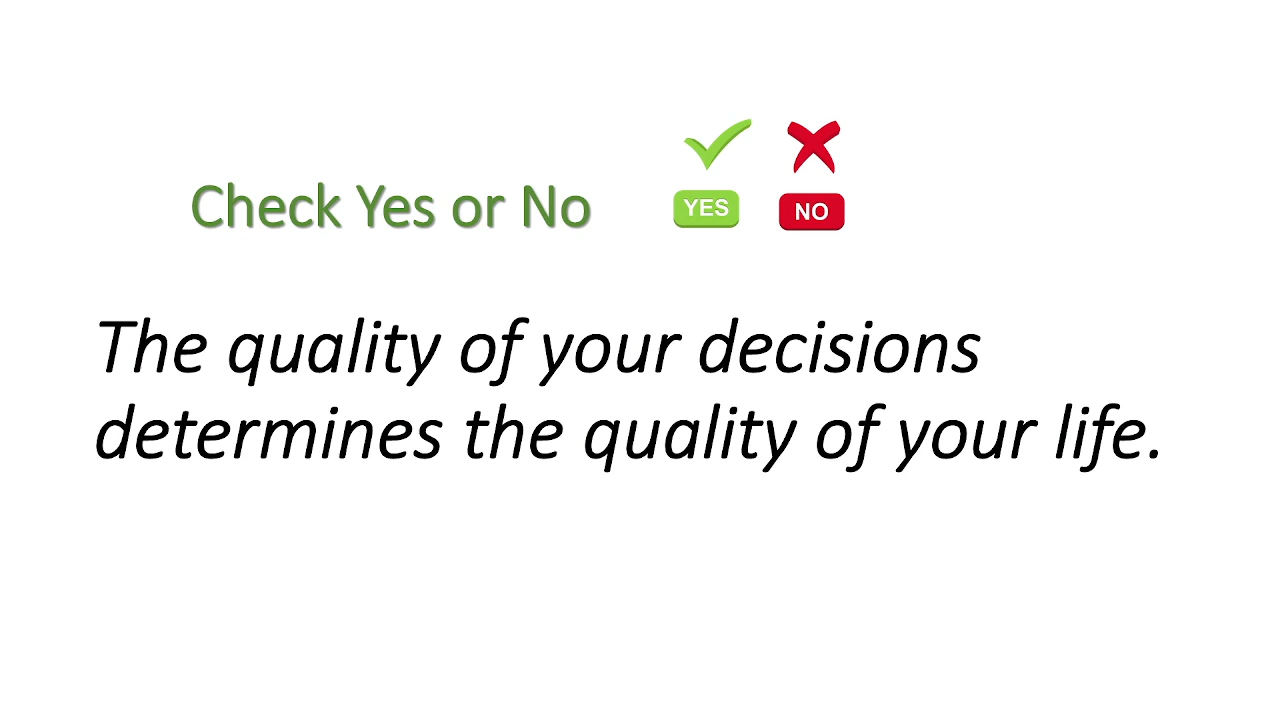 Check Yes or No
YES NO
The quality of your decisions
determines the quality of your life.